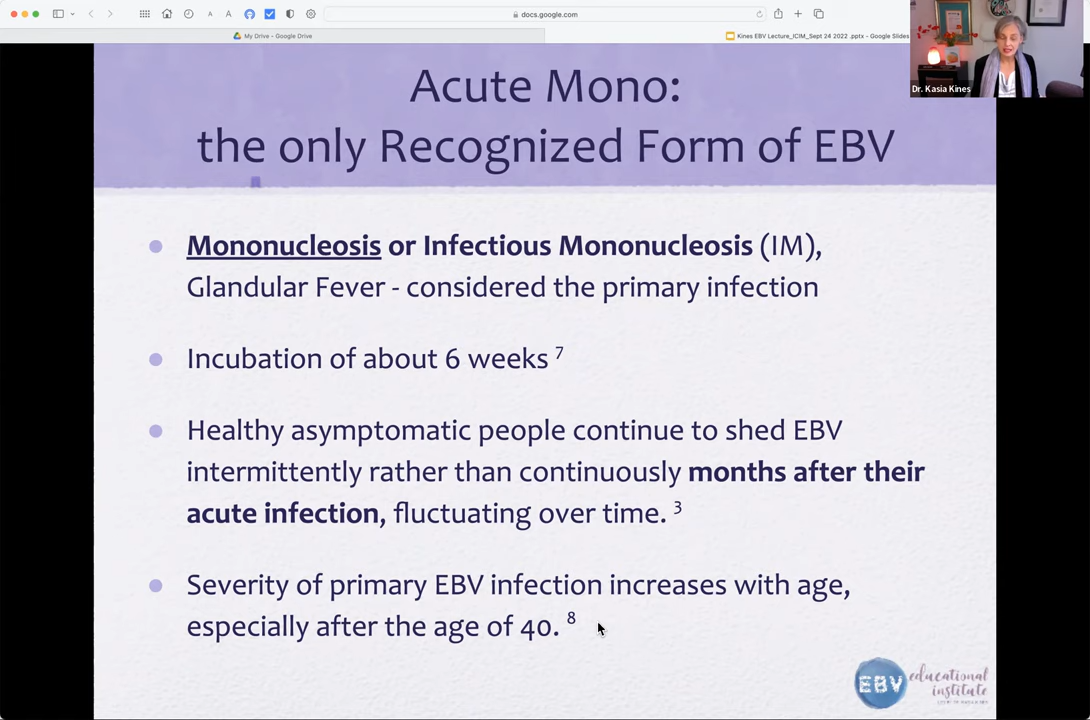 docs.google.com
My Drive - Google Drive
Kines EBV Lecture_ICIM_Sept 24 2022 .pptx - Google Slides
Dr. Kasia Kines
Acute Mono:
the only Recognized Form of EBV
Mononucleosis or Infectious Mononucleosis (IM),
Glandular Fever - considered the primary infection
Incubation of about 6 weeks 7
Healthy asymptomatic people continue to shed EBV
intermittently rather than continuously months after their
acute infection, fluctuating over time. 3
Severity of primary EBV infection increases with age,
especially after the age of 40. 8
EBV educational
institute